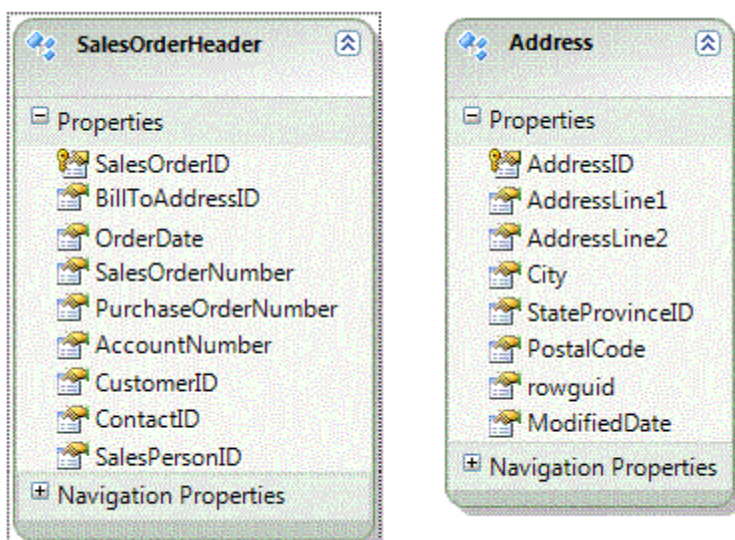 SalesOrderHeader
Properties
SalesOrderID
BillToAddressID
OrderDate
SalesOrderNumber
PurchaseOrderNumber
AccountNumber
CustomerID
ContactID
SalesPersonID
Navigation Properties
Address
Properties
AddressID
AddressLine1
AddressLine2
City
StateProvinceID
PostalCode
rowguid
ModifiedDate
Navigation Properties